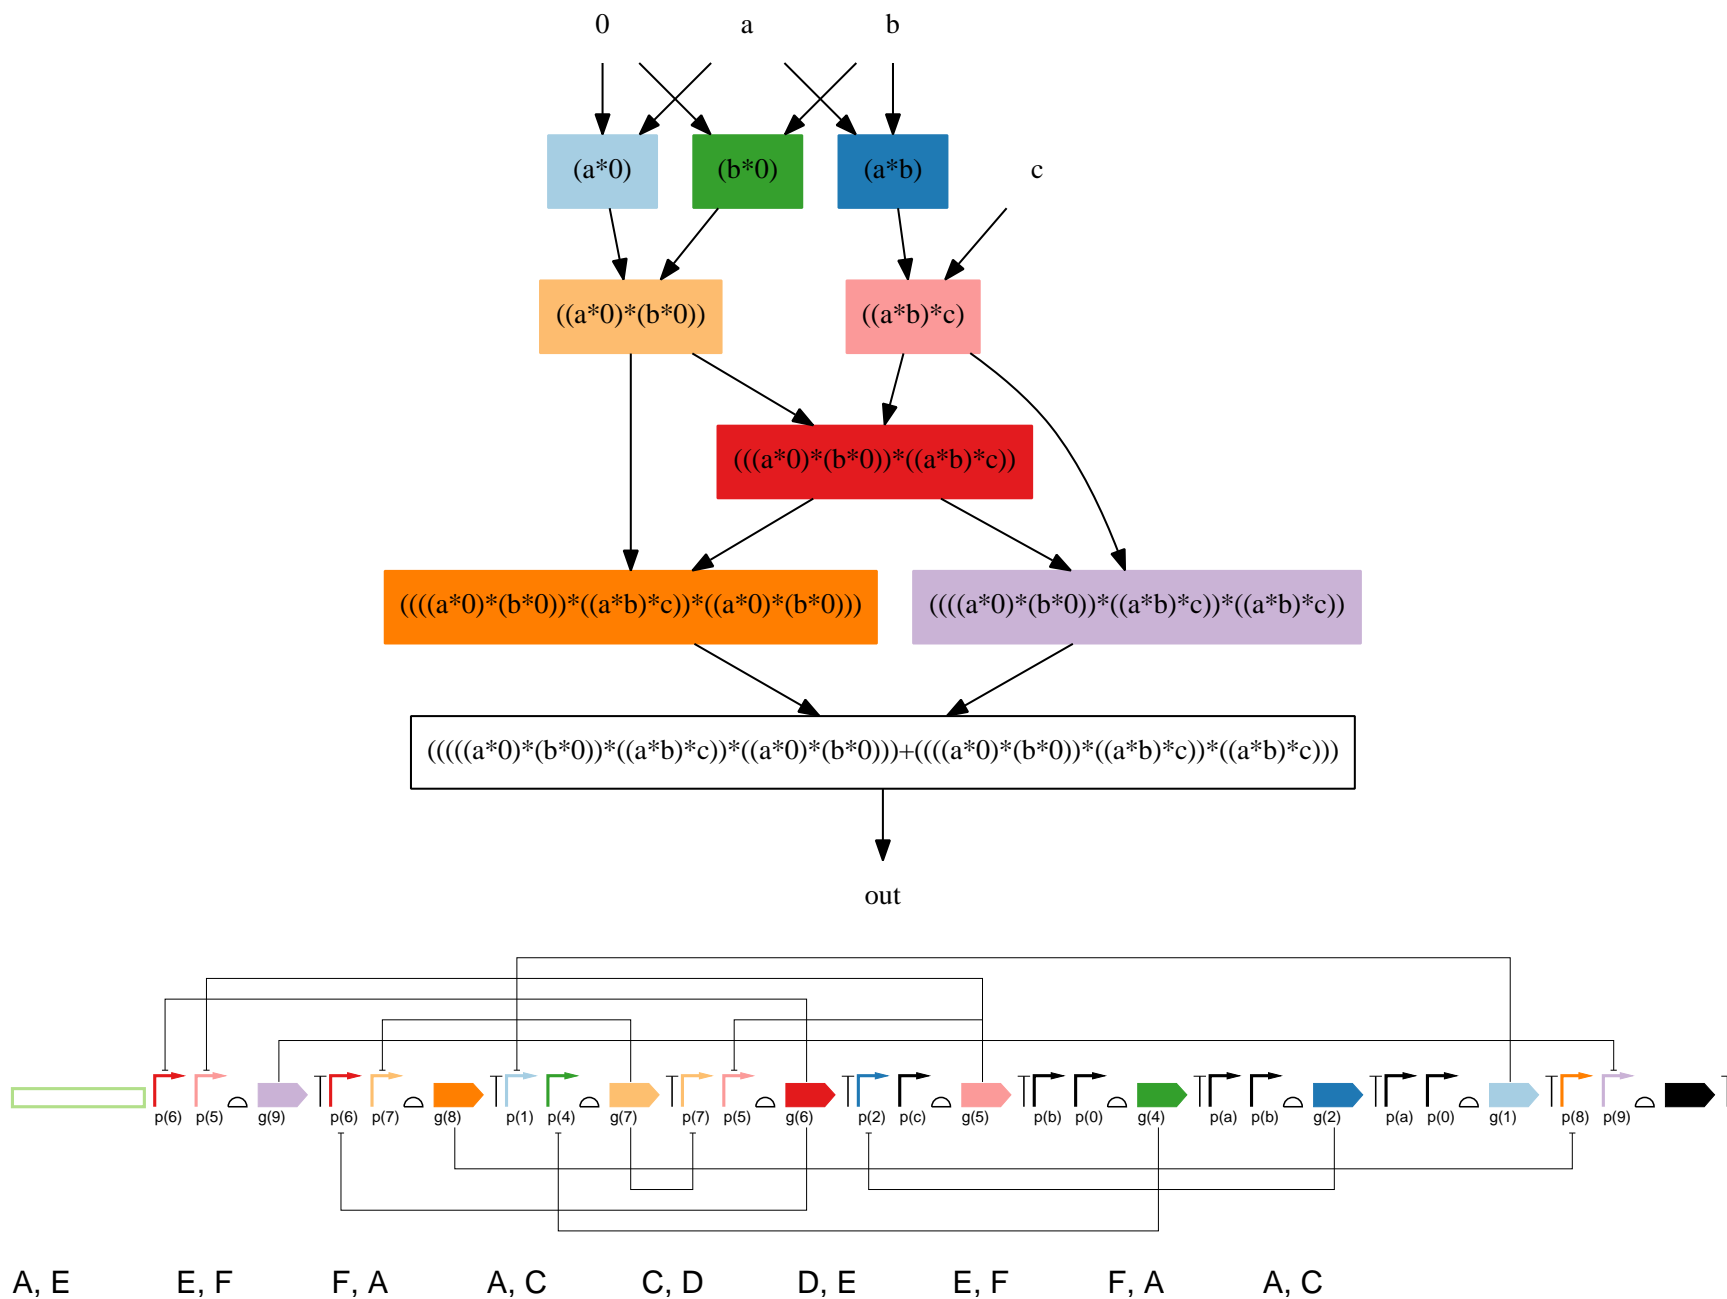 0 a b
(a*0) (b*0) (a*b) c
((a*0)*(b*0)) ((a*b)*c)
(((a*0)*(b*0))*((a*b)*c))
((((a*0)*(b*0))*((a*b)*c))*((a*0)*(b*0))) ((((a*0)*(b*0))*((a*b)*c))*((a*b)*c))
(((((a*0)*(b*0))*((a*b)*c))*((a*0)*(b*0)))+((((a*0)*(b*0))*((a*b)*c))*((a*b)*c)))
out
p(6) p(5) g(9) p(6) p(7) g(8) p(1) p(4) g(7) p(7) p(5) g(6) p(2) p(c) g(5) p(b) p(0) g(4) p(a) p(b) g(2) p(a) p(0) g(1) p(8) p(9)
A, E E, F F, A A, C C, D D, E E, F F, A A, C